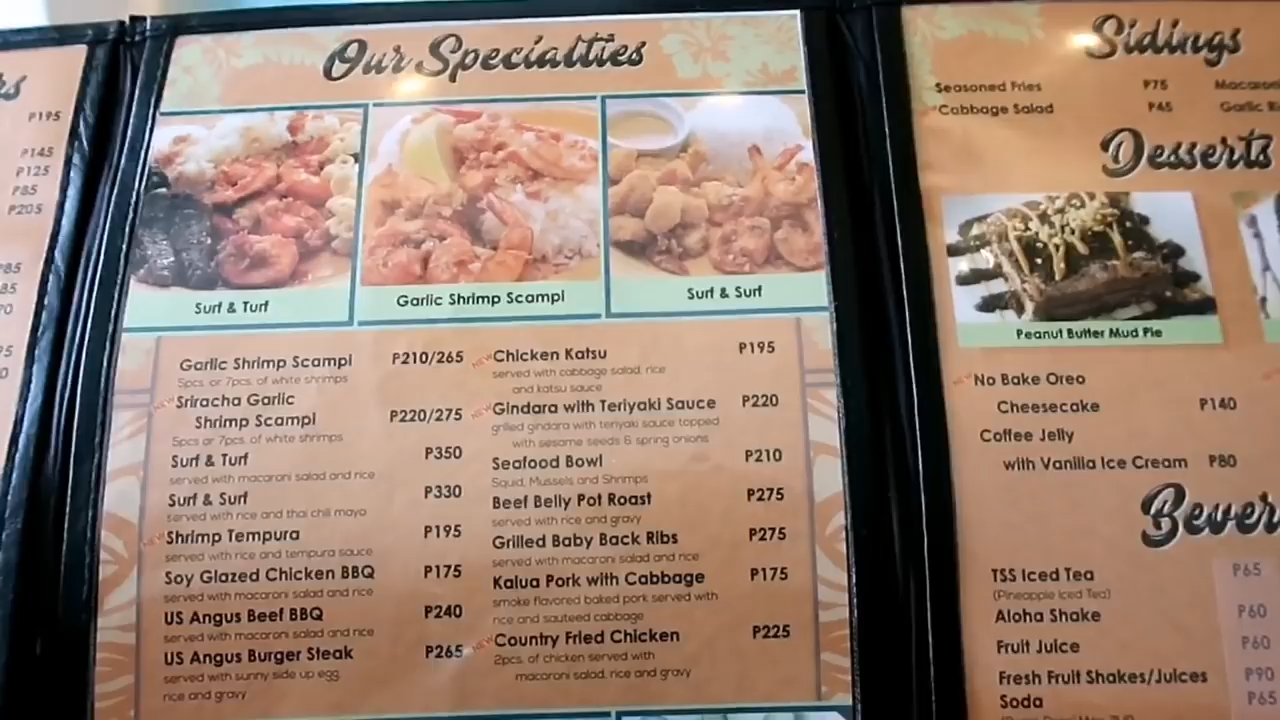 P195
P145
P125
P85
P205
Our Specialties
Surf & Turf
Garlic Shrimp Scampi
Surf & Surf
Garlic Shrimp Scampi P210/265
5pcs. or 7pcs. of white shrimps
NEW Sriracha Garlic
Shrimp Scampi P220/275
5pcs or 7pcs. of white shrimps
Surf & Turf P350
served with macaroni salad and rice
Surf & Surf P330
served with rice and thai chili mayo
NEW Shrimp Tempura P195
served with rice and tempura sauce
Soy Glazed Chicken BBQ P175
served with macaroni salad and rice
US Angus Beef BBQ P240
served with macaroni salad and rice
US Angus Burger Steak P265
served with sunny side up egg,
rice and gravy
NEW Chicken Katsu P195
served with cabbage salad, rice
and katsu sauce
NEW Gindara with Teriyaki Sauce P220
grilled gindara with teriyaki sauce topped
with sesame seeds & spring onions
Seafood Bowl P210
Squid, Mussels and Shrimps
Beef Belly Pot Roast P275
served with rice and gravy
Grilled Baby Back Ribs P275
served with macaroni salad and rice
Kalua Pork with Cabbage P175
smoke flavored baked pork served with
rice and sauteed cabbage
NEW Country Fried Chicken P225
2pcs. of chicken served with
macaroni salad, rice and gravy
Sidings
Seasoned Fries P75
Cabbage Salad P45 Garlic
Desserts
Peanut Butter Mud Pie
NEW No Bake Oreo
Cheesecake P140
Coffee Jelly
with Vanilla Ice Cream P80
Bever
TSS Iced Tea P65
(Pineapple Iced Tea)
Aloha Shake P60
Fruit Juice P60
Fresh Fruit Shakes/Juices P90
Soda P65